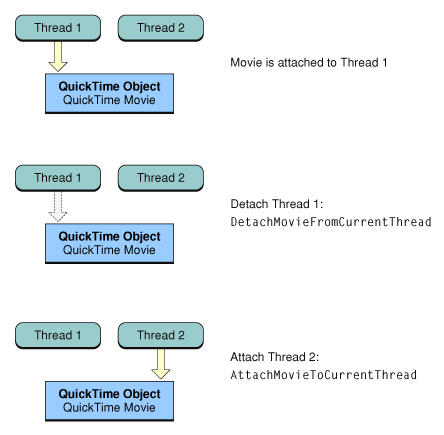 Thread 1
Thread 2
Movie is attached to Thread 1
QuickTime Object
QuickTime Movie
Thread 1
Thread 2
Detach Thread 1:
DetachMovieFromCurrentThread
QuickTime Object
QuickTime Movie
Thread 1
Thread 2
Attach Thread 2:
AttachMovieToCurrentThread
QuickTime Object
QuickTime Movie